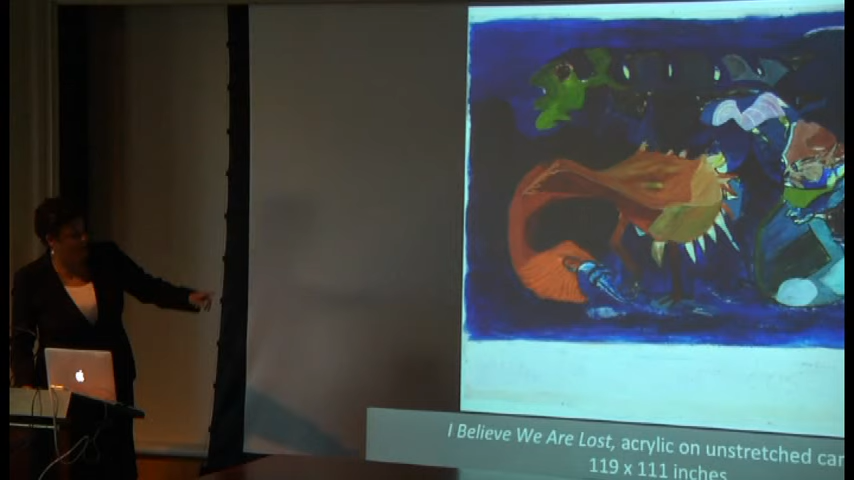 I Believe We Are Lost, acrylic on unstretched
119 x 111 inches